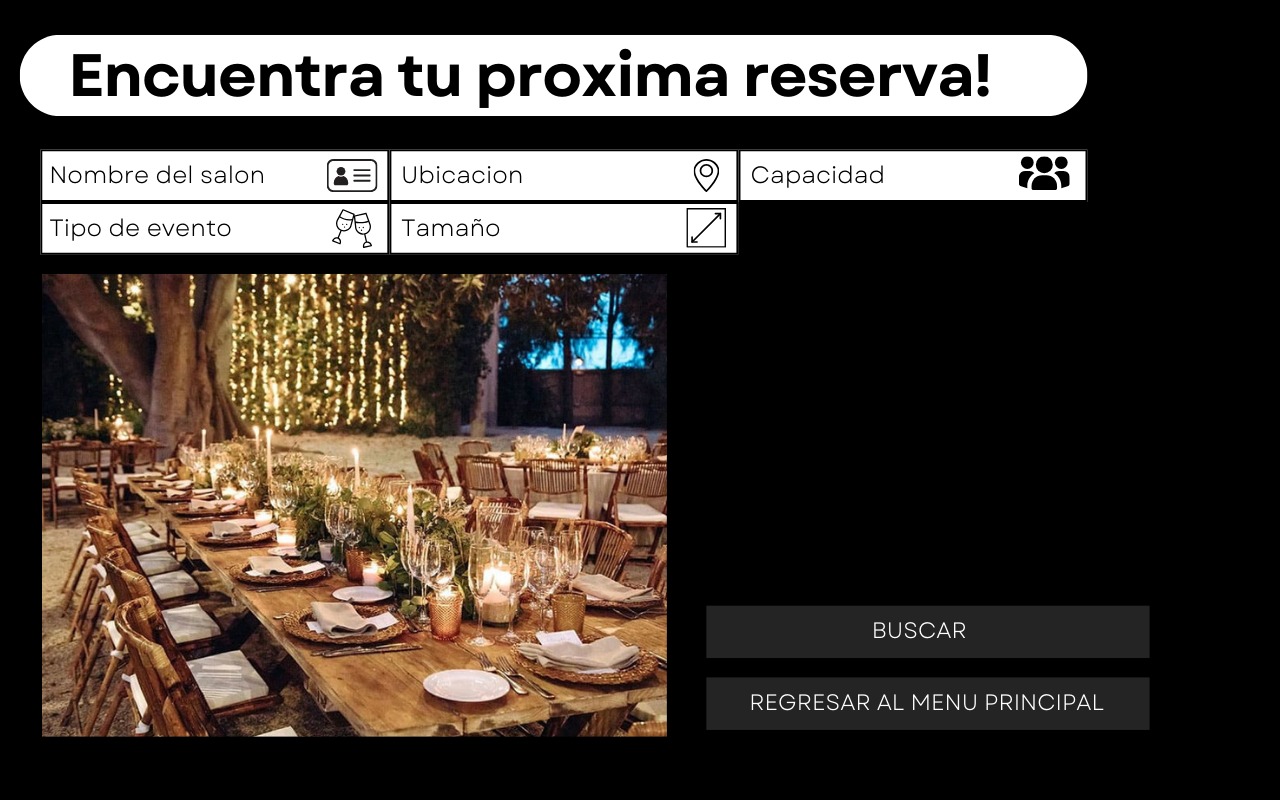 Encuentra tu proxima reserva!
Nombre del salon
Ubicacion
Capacidad
Tipo de evento
Tamaño
BUSCAR
REGRESAR AL MENU PRINCIPAL